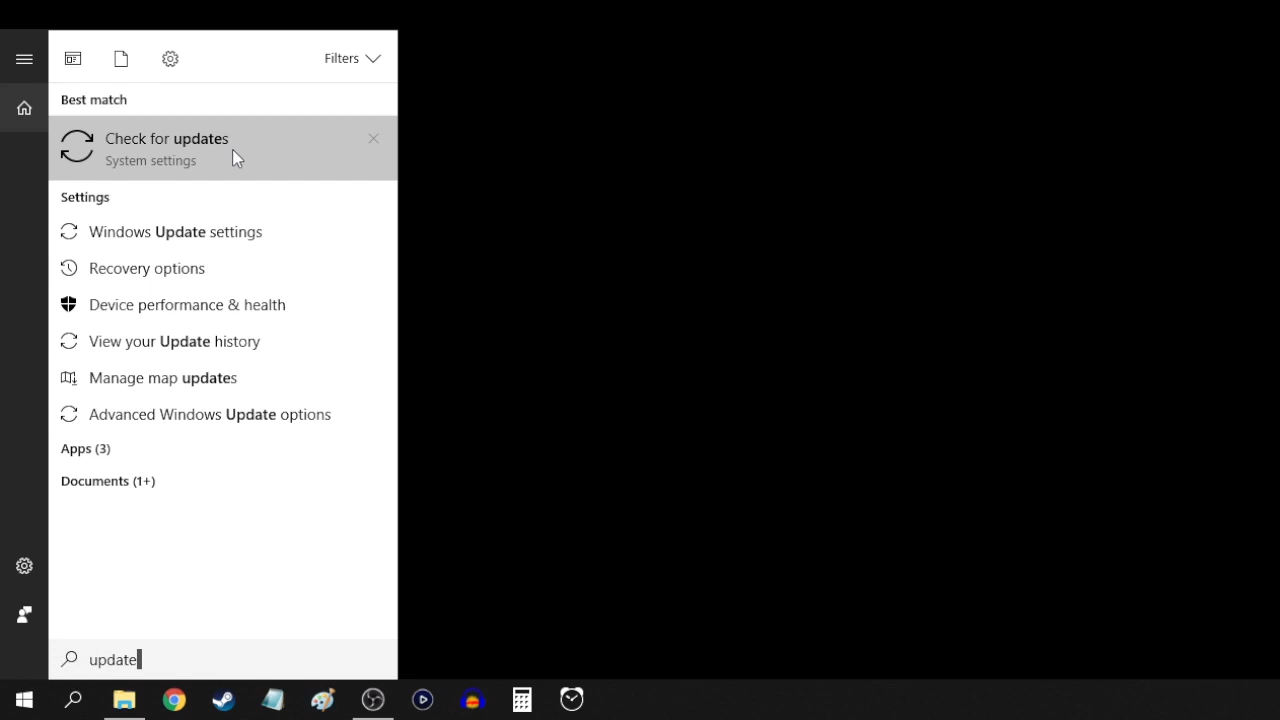 Filters
Best match
Check for updates
System settings
Settings
Windows Update settings
Recovery options
Device performance & health
View your Update history
Manage map updates
Advanced Windows Update options
Apps (3)
Documents (1+)
update